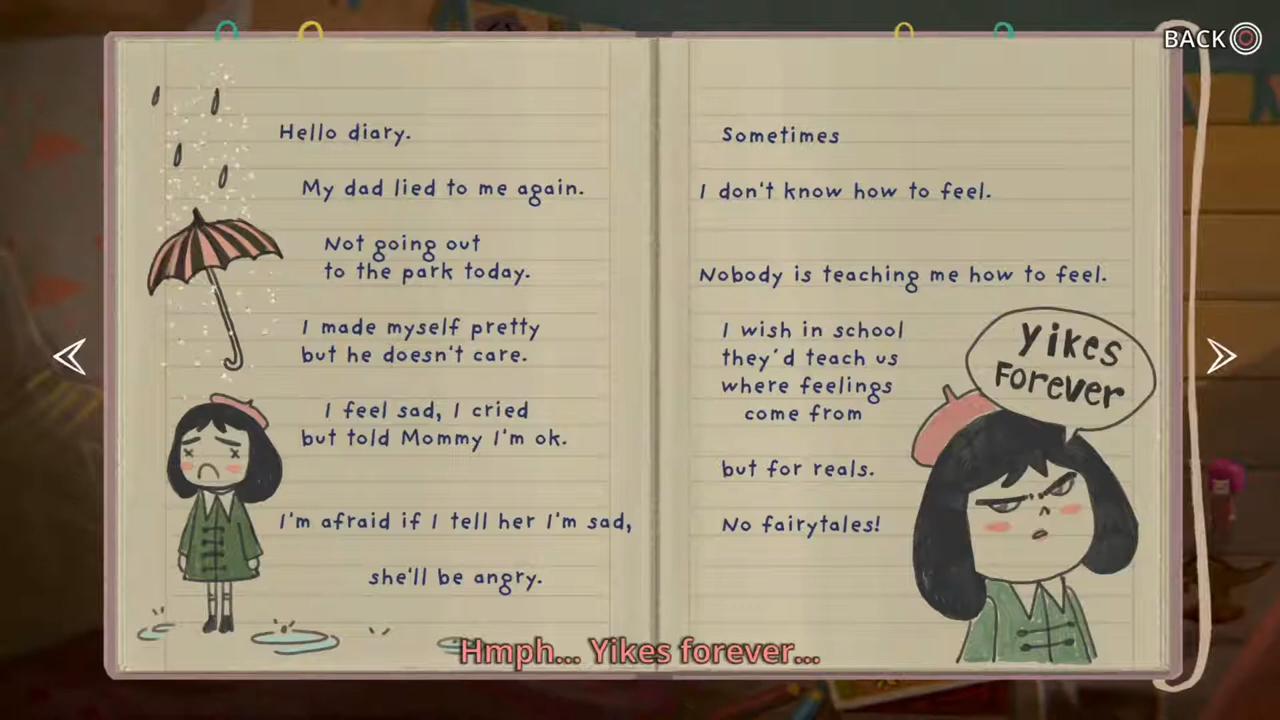 BACK
Hello diary.
My dad lied to me again.
Not going out
to the park today.
I made myself pretty
but he doesn't care.
I feel sad, I cried
but told Mommy I'm ok.
I'm afraid if I tell her I'm sad,
she'll be angry.
Sometimes
I don't know how to feel.
Nobody is teaching me how to feel.
I wish in school
they'd teach us
where feelings
come from
but for reals.
No fairytales!
Yikes
Forever
Hmph... Yikes forever...